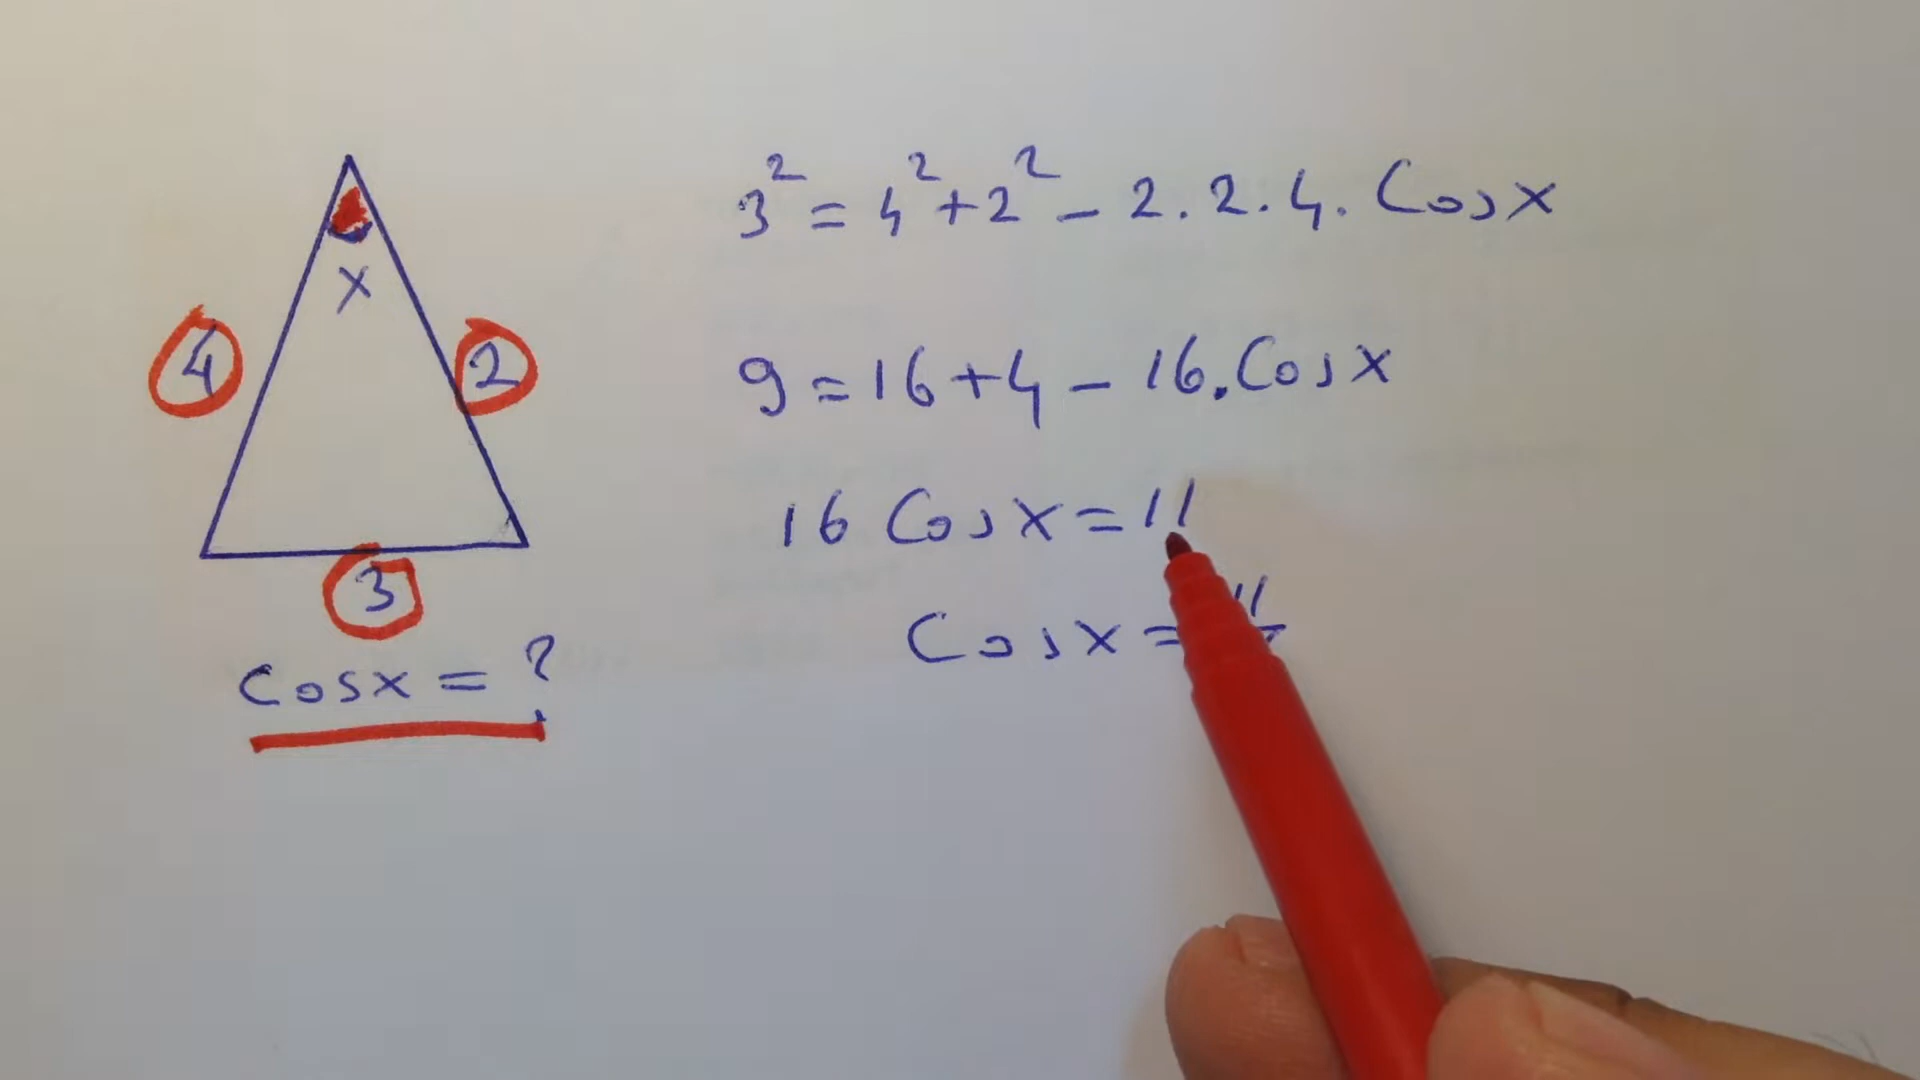 x
4
2
3
cosx = ?
3² = 4² + 2² - 2.2.4. Cosx
9 = 16 + 4 - 16. Cosx
16 Cosx = 11
Cosx = 11